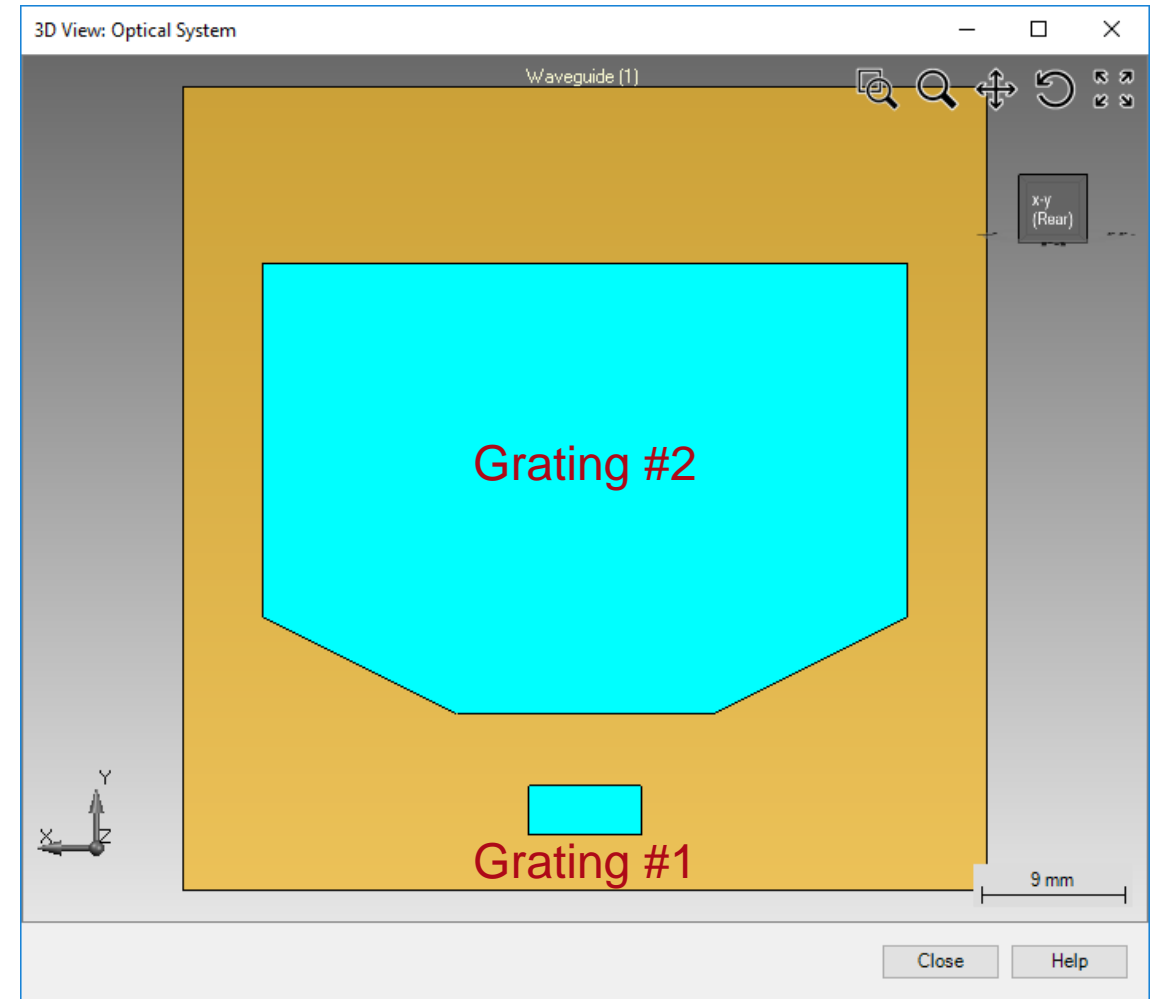 3D View: Optical System
Waveguide (1)
x-y
(Rear)
Grating #2
Y
X
Z
Grating #1
9 mm
Close
Help